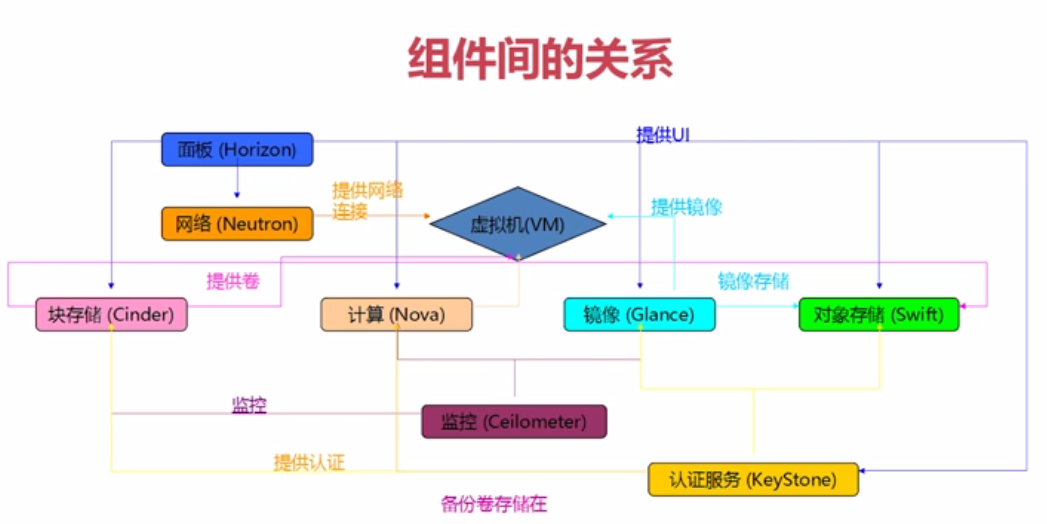 组件间的关系
提供UI
面板 (Horizon)
提供网络
连接
提供镜像
网络 (Neutron)
虚拟机(VM)
提供卷
镜像存储
块存储 (Cinder)
计算 (Nova)
镜像 (Glance)
对象存储 (Swift)
监控
监控 (Ceilometer)
提供认证
认证服务 (KeyStone)
备份卷存储在